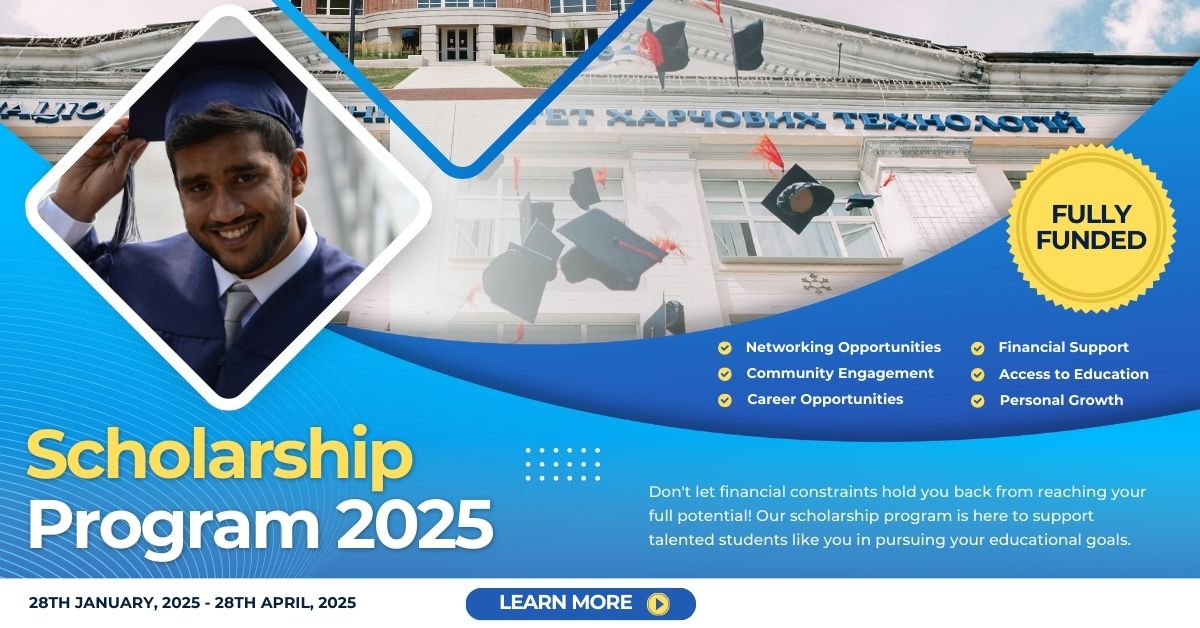 ЕТ ХАРЧОВИХ ТЕХНОЛОГІЙ
FULLY
FUNDED
Networking Opportunities
Community Engagement
Career Opportunities
Financial Support
Access to Education
Personal Growth
Scholarship
Program 2025
Don't let financial constraints hold you back from reaching your
full potential! Our scholarship program is here to support
talented students like you in pursuing your educational goals.
28TH JANUARY, 2025 - 28TH APRIL, 2025
LEARN MORE